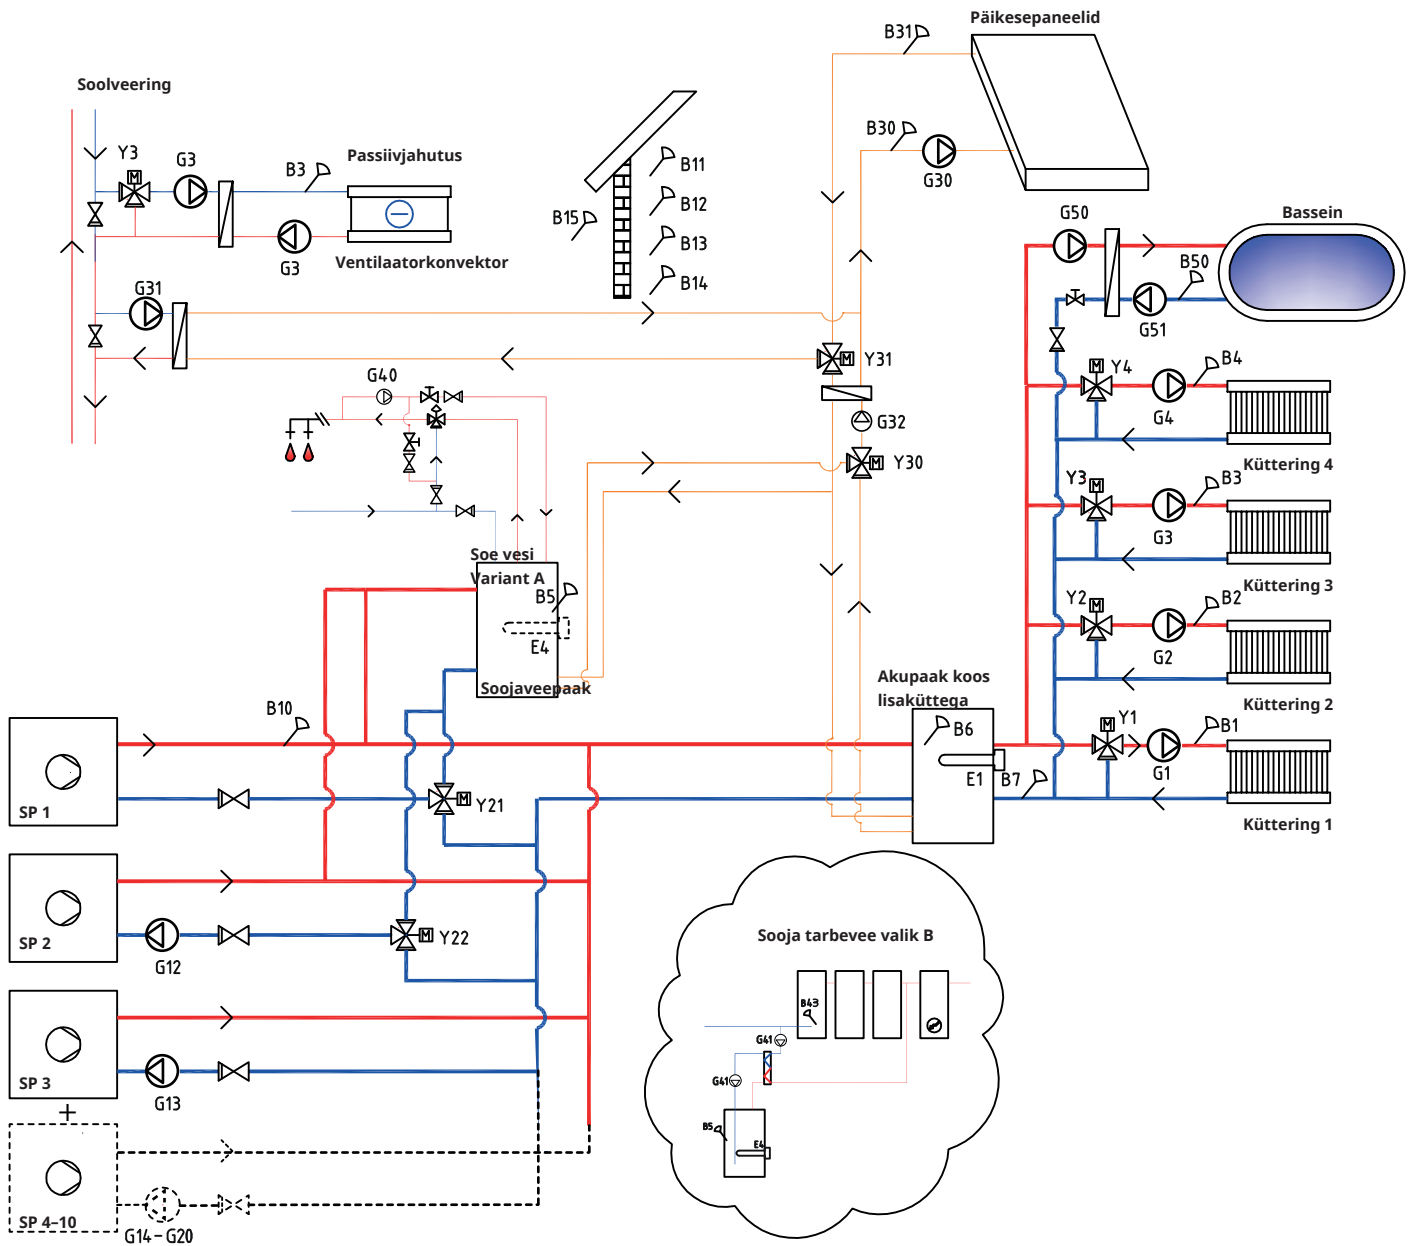 Päikesepaneelid
B31
Soolveering
B30
G30
Y3
G3
B3
Passiivjahutus
B11
B12
B15
B13
B14
G3
Ventilaatorkonvektor
G50
Bassein
B50
G51
G31
Y31
Y4
B4
G4
Küttering 4
G40
G32
Y30
Y3
B3
G3
Küttering 3
Soe vesi
Variant A
B5
E4
Soojaveepaak
Y2
B2
G2
Küttering 2
Akupaak koos
lisaküttega
B6
E1
B7
Y1
B1
G1
Küttering 1
B10
SP 1
Y21
SP 2
G12
Y22
SP 3
G13
+
SP 4–10
G14–G20
Sooja tarbevee valik B
B43
G41
G41
B5
E4
M
M
M
M
M
M
M
M
M